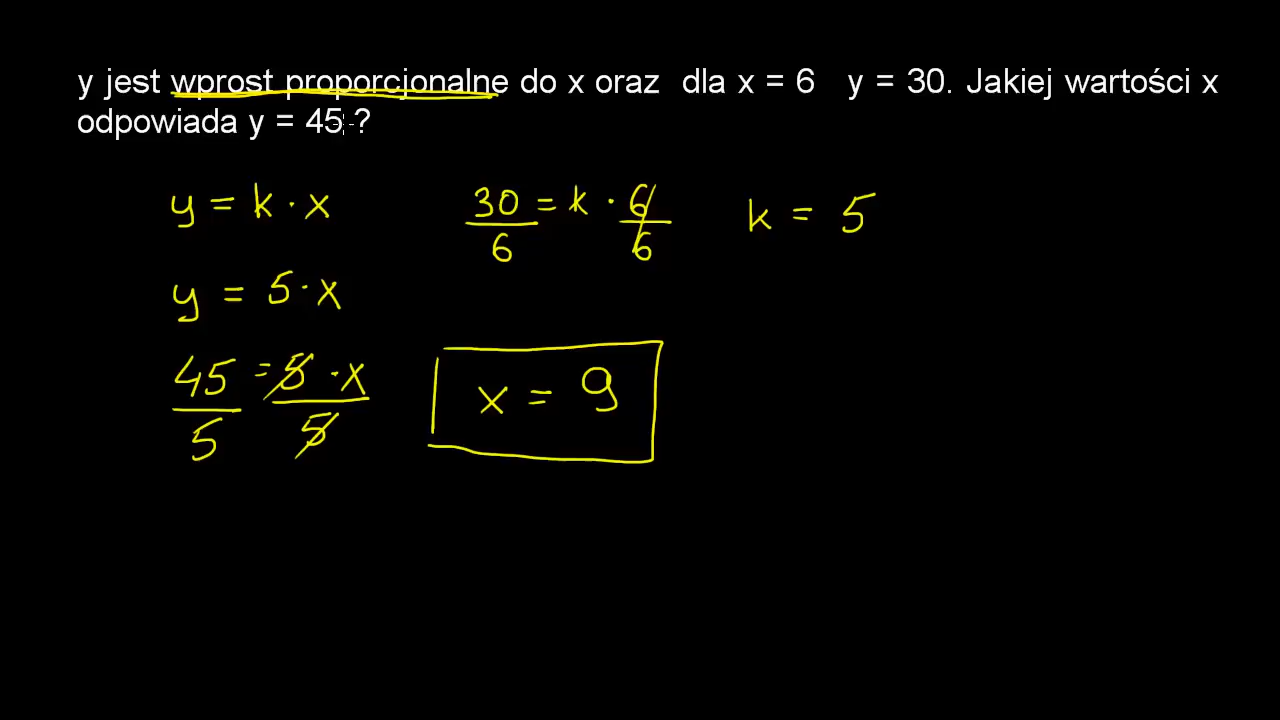 y jest wprost proporcjonalne do x oraz dla x = 6 y = 30. Jakiej wartości x
odpowiada y = 45 ?
y = k · x
30/6 = k · 6/6
k = 5
y = 5 · x
45/5 = 5 · x/5
x = 9